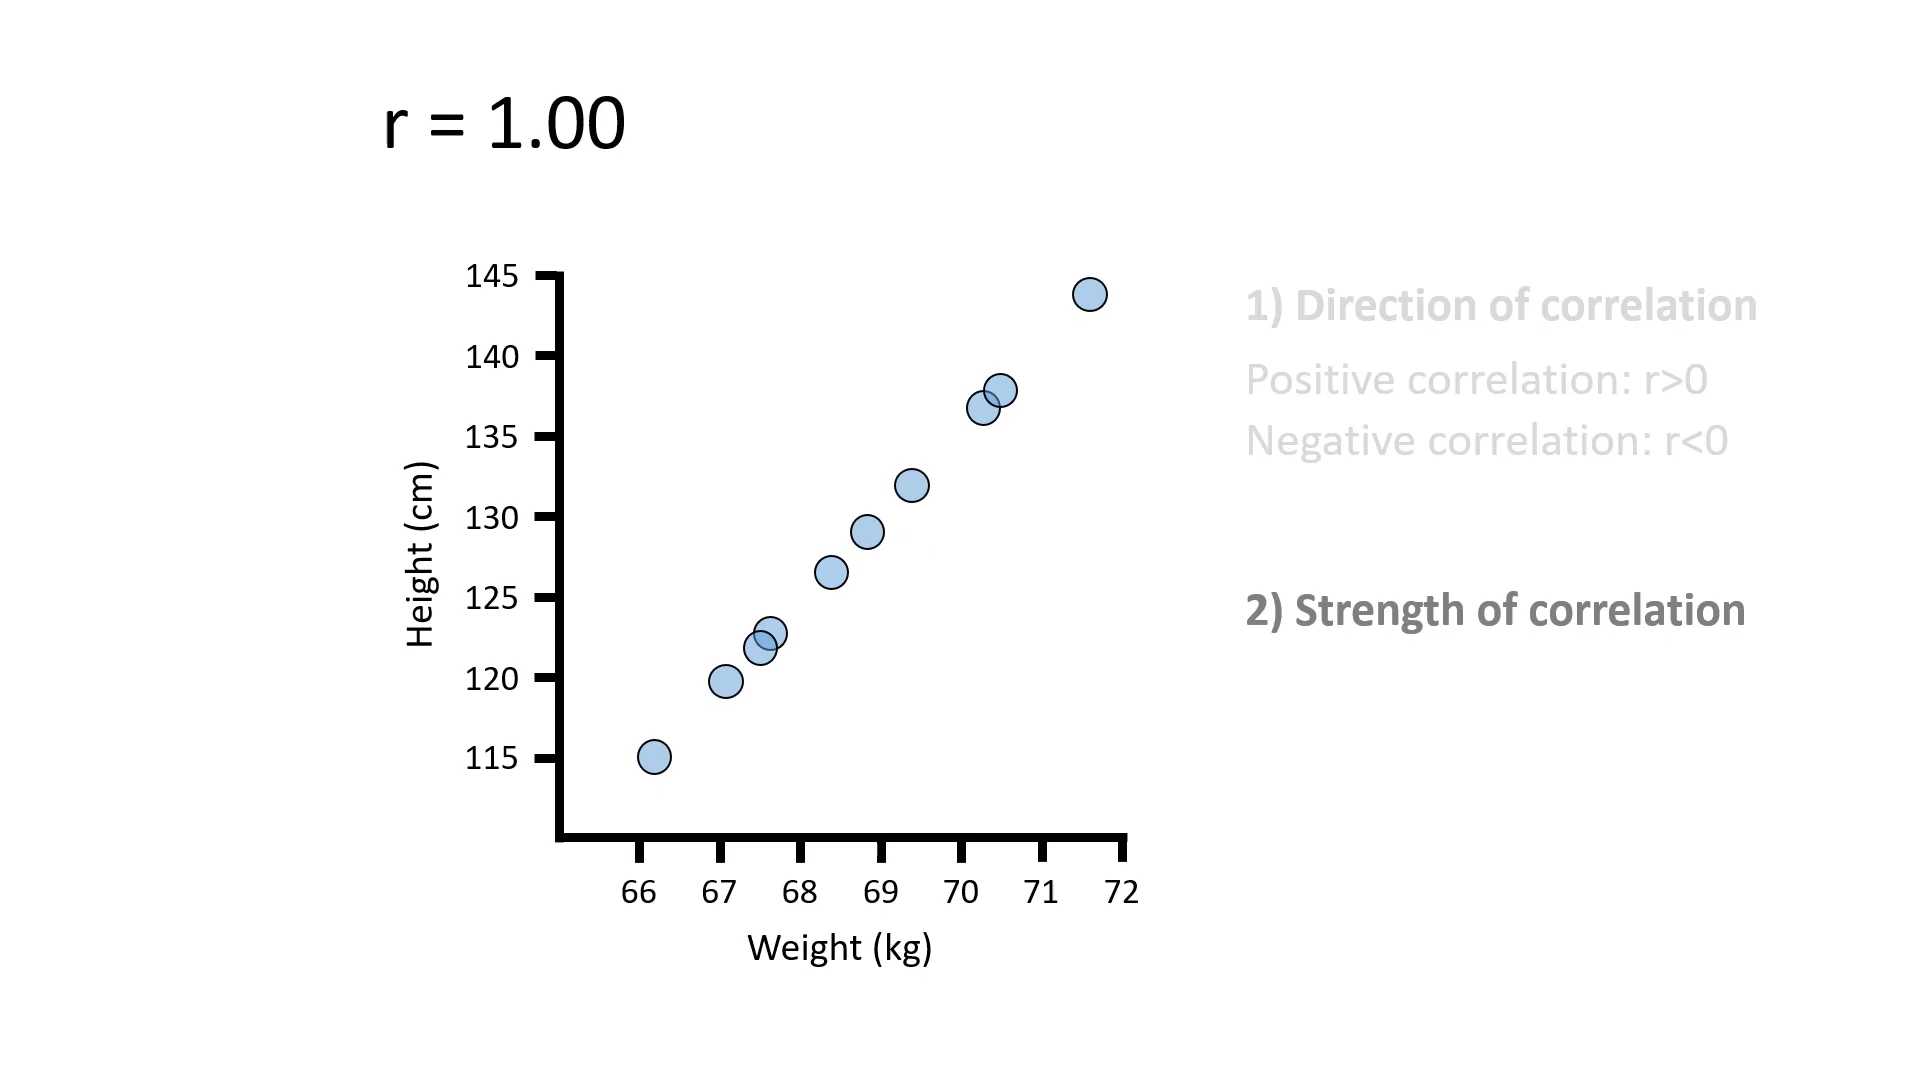 r = 1.00
145
140
135
130
125
120
115
Height (cm)
66 67 68 69 70 71 72
Weight (kg)
1) Direction of correlation
Positive correlation: r>0
Negative correlation: r<0
2) Strength of correlation